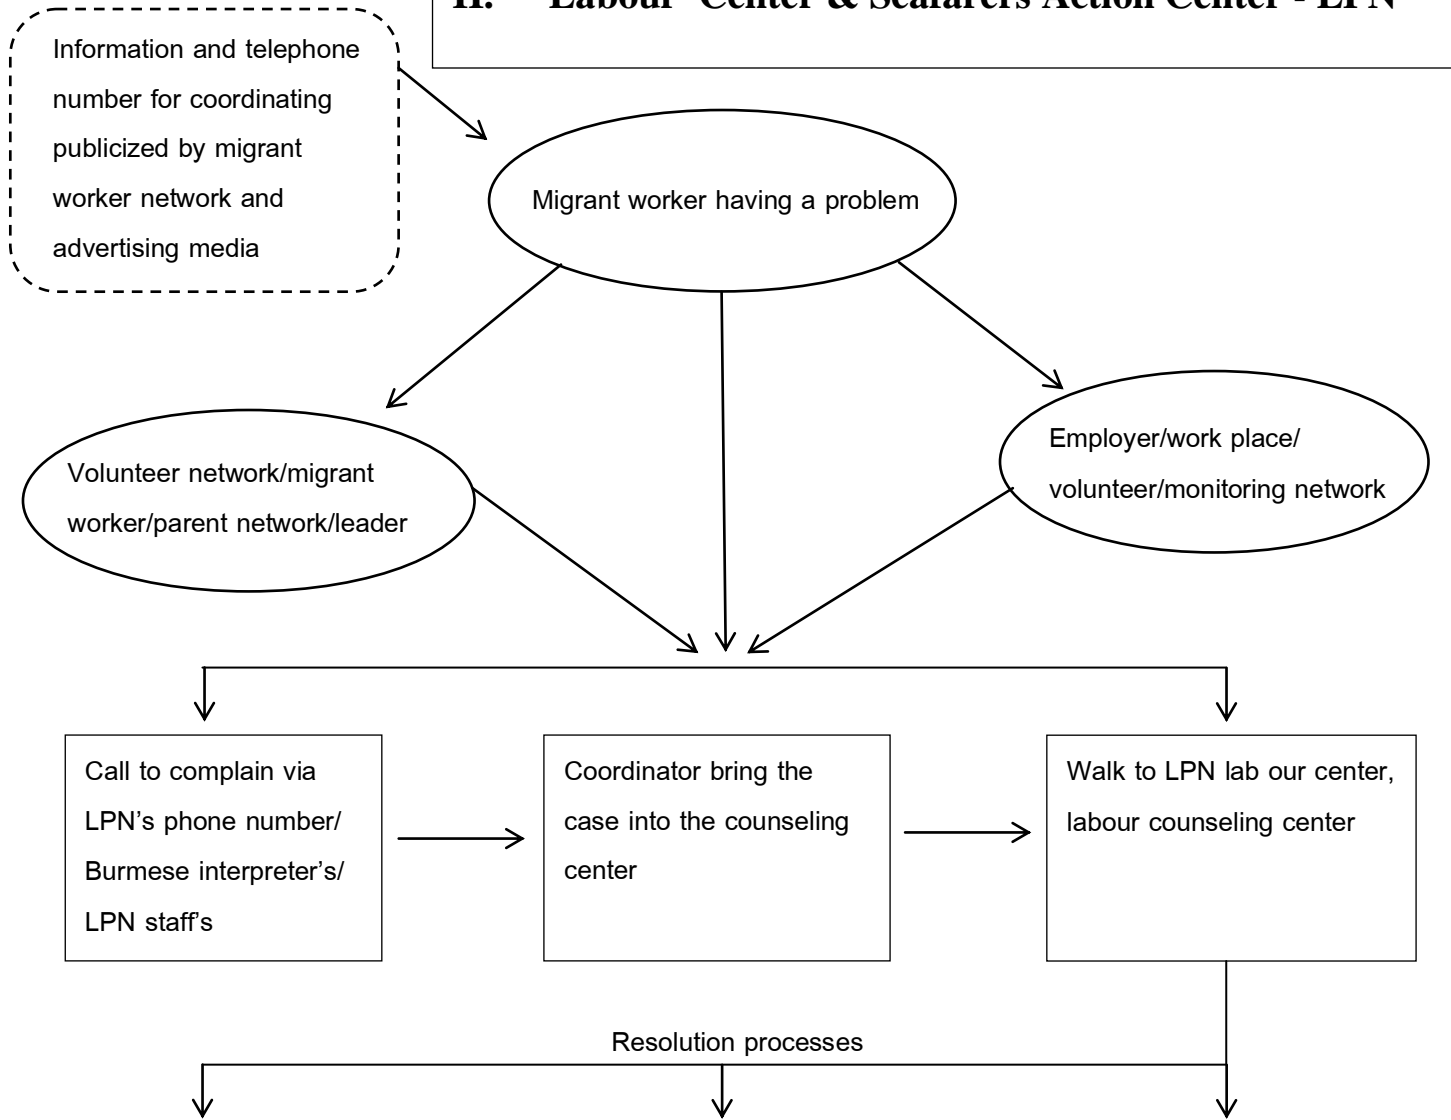 II. Labour Center & Seafarers Action Center - LPN
Information and telephone
number for coordinating
publicized by migrant
worker network and
advertising media
Migrant worker having a problem
Volunteer network/migrant
worker/parent network/leader
Employer/work place/
volunteer/monitoring network
Call to complain via
LPN’s phone number/
Burmese interpreter’s/
LPN staff’s
Coordinator bring the
case into the counseling
center
Walk to LPN lab our center,
labour counseling center
Resolution processes